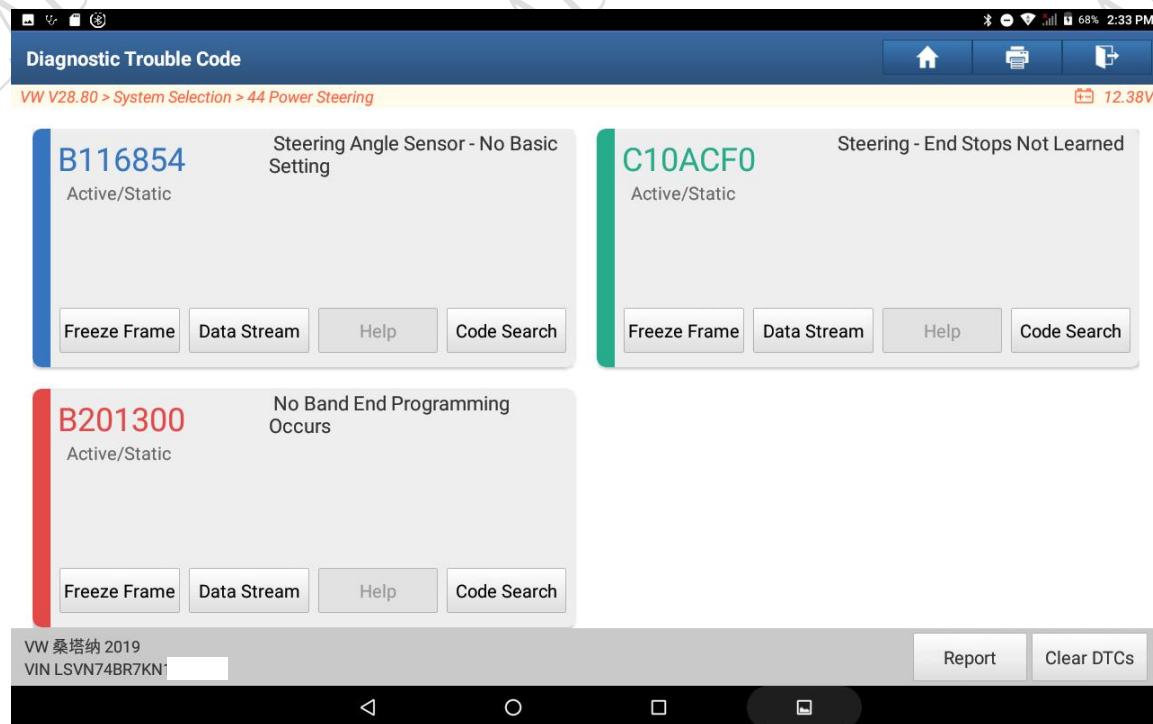 68% 2:33 PM
Diagnostic Trouble Code
VW V28.80 > System Selection > 44 Power Steering
12.38V
B116854
Steering Angle Sensor - No Basic
Setting
Active/Static
Freeze Frame
Data Stream
Help
Code Search
C10ACF0
Steering - End Stops Not Learned
Active/Static
Freeze Frame
Data Stream
Help
Code Search
B201300
No Band End Programming
Occurs
Active/Static
Freeze Frame
Data Stream
Help
Code Search
VW 桑塔纳 2019
VIN LSVN74BR7KN1
Report
Clear DTCs